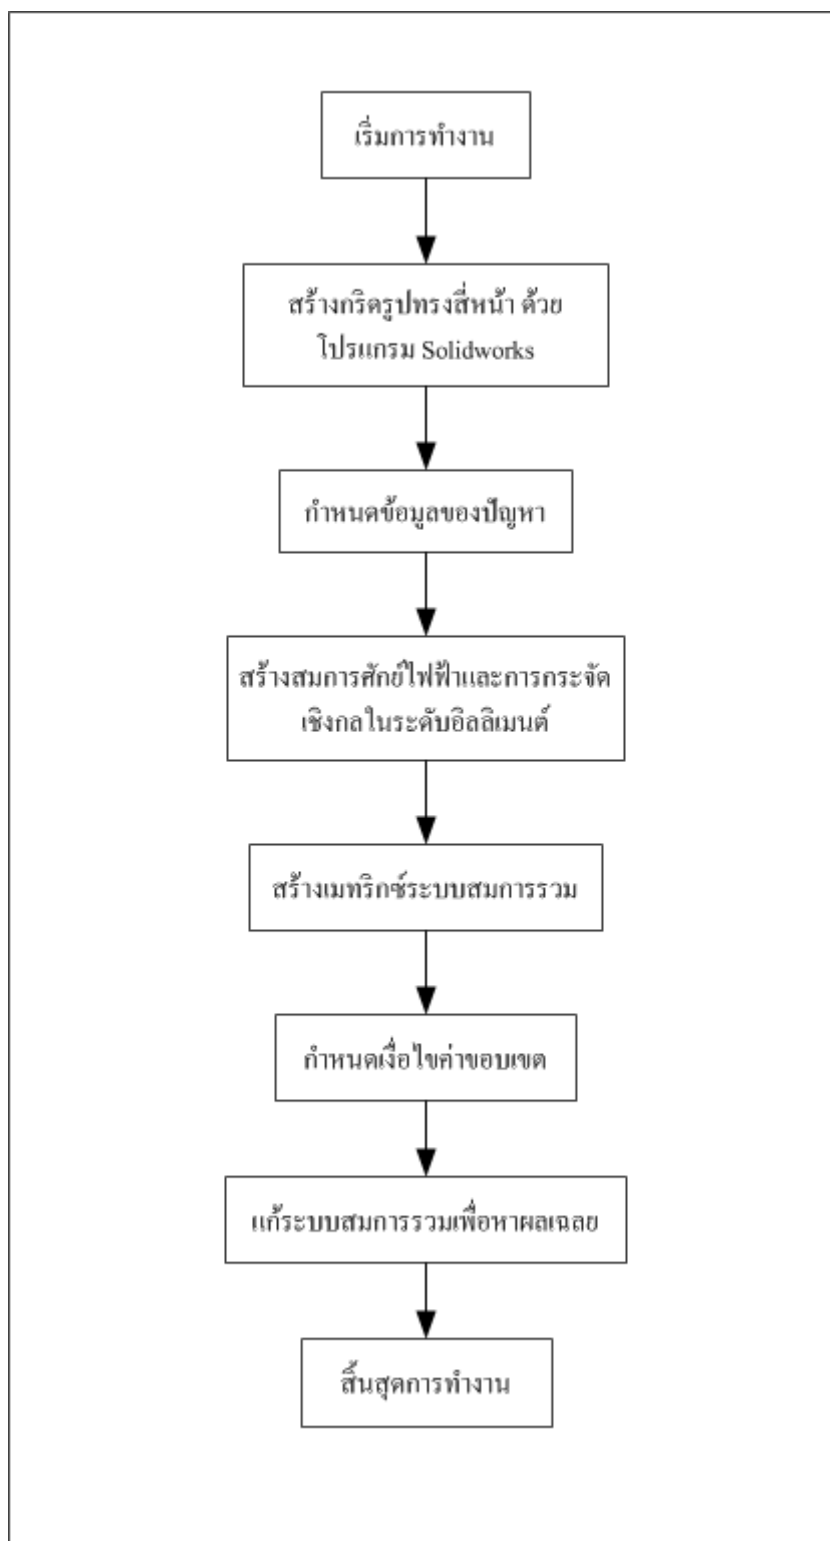 เริ่มการทำงาน
สร้างกริดรูปทรงสี่หน้า ด้วย
โปรแกรม Solidworks
กำหนดข้อมูลของปัญหา
สร้างสมการศักย์ไฟฟ้าและการกระจัด
เชิงกลในระดับอิลลิเมนต์
สร้างเมทริกซ์ระบบสมการรวม
กำหนดเงื่อไขค่าขอบเขต
แก้ระบบสมการรวมเพื่อหาผลเฉลย
สิ้นสุดการทำงาน